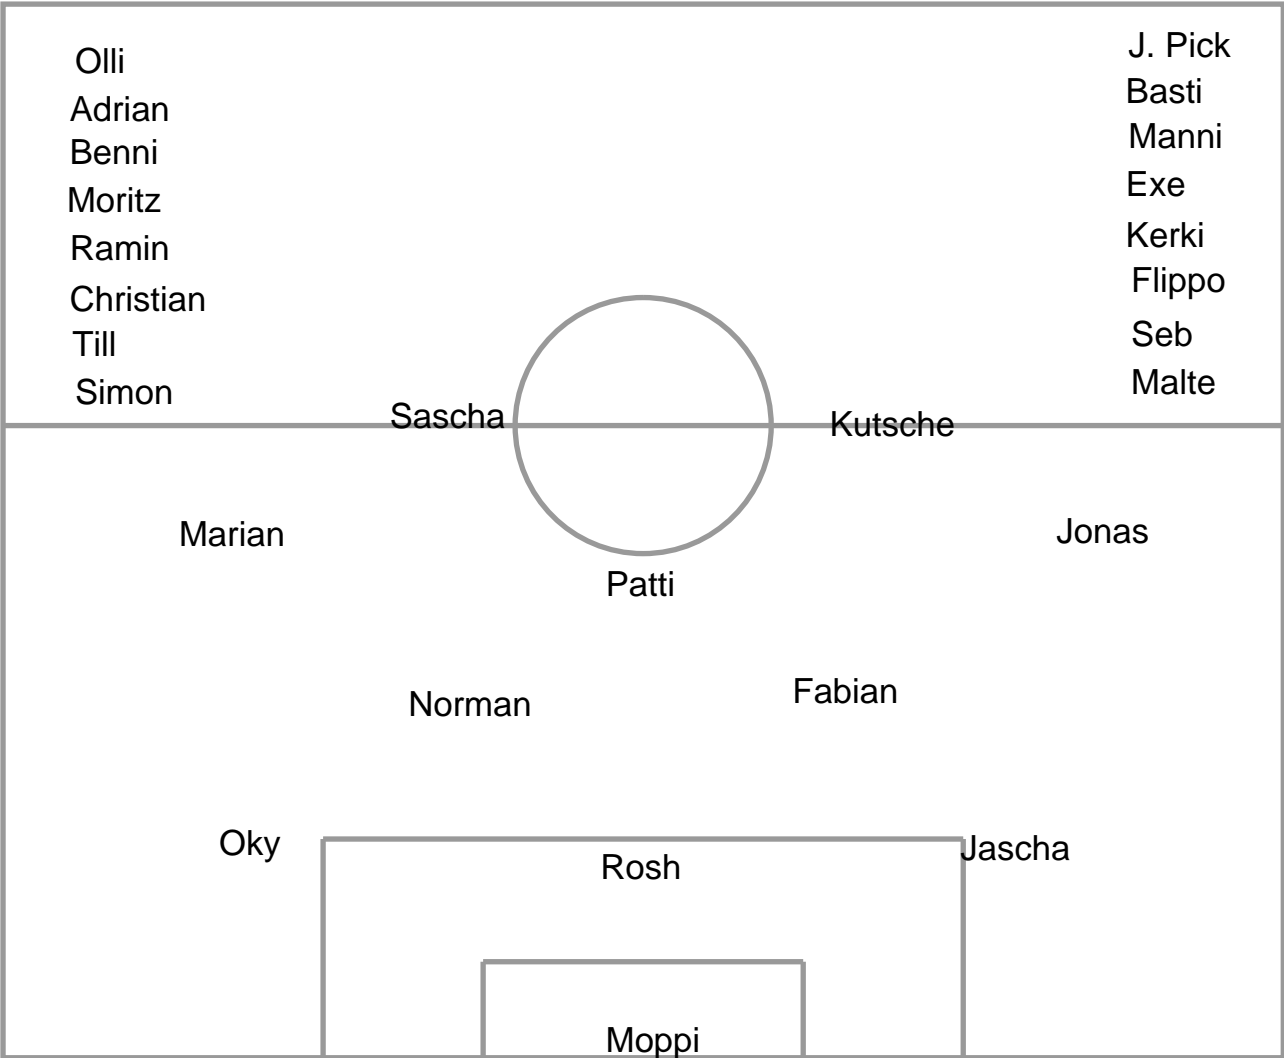 Olli
Adrian
Benni
Moritz
Ramin
Christian
Till
Simon
J. Pick
Basti
Manni
Exe
Kerki
Flippo
Seb
Malte
Sascha
Kutsche
Marian
Jonas
Patti
Norman
Fabian
Oky
Rosh
Jascha
Moppi